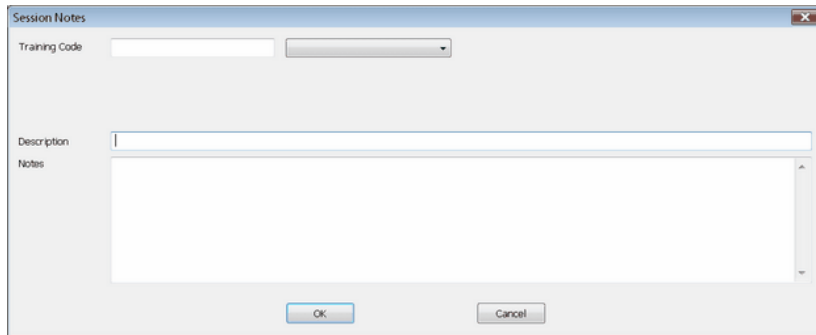 Session Notes
Training Code
Description
Notes
OK
Cancel